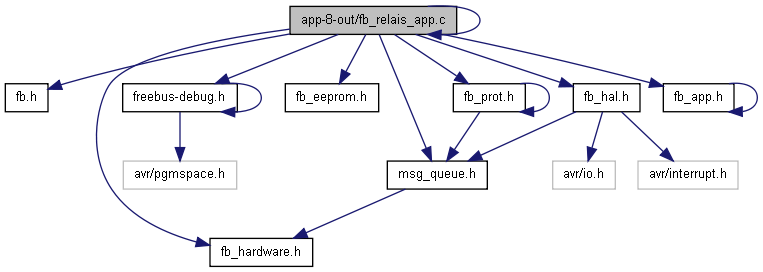 app-8-out/fb_relais_app.c
fb.h
freebus-debug.h
fb_eeprom.h
fb_prot.h
fb_hal.h
fb_app.h
avr/pgmspace.h
msg_queue.h
avr/io.h
avr/interrupt.h
fb_hardware.h